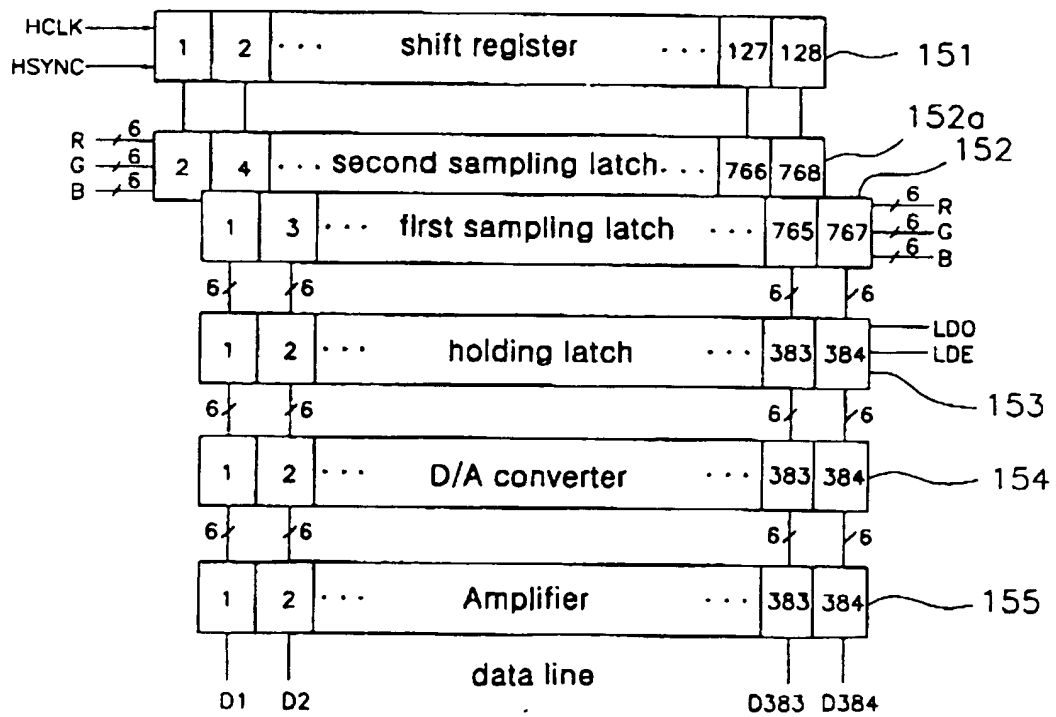 HCLK
HSYNC
1 2 ··· shift register ··· 127 128
151
152a
152
R 6
G 6
B 6
2 4 ··· second sampling latch ··· 766 768
1 3 ··· first sampling latch ··· 765 767
6 R
6 G
6 B
6 6 6 6
1 2 ··· holding latch ··· 383 384
LDO
LDE
153
6 6 6 6
1 2 ··· D/A converter ··· 383 384
154
6 6 6 6
1 2 ··· Amplifier ··· 383 384
155
data line
D1 D2 D383 D384